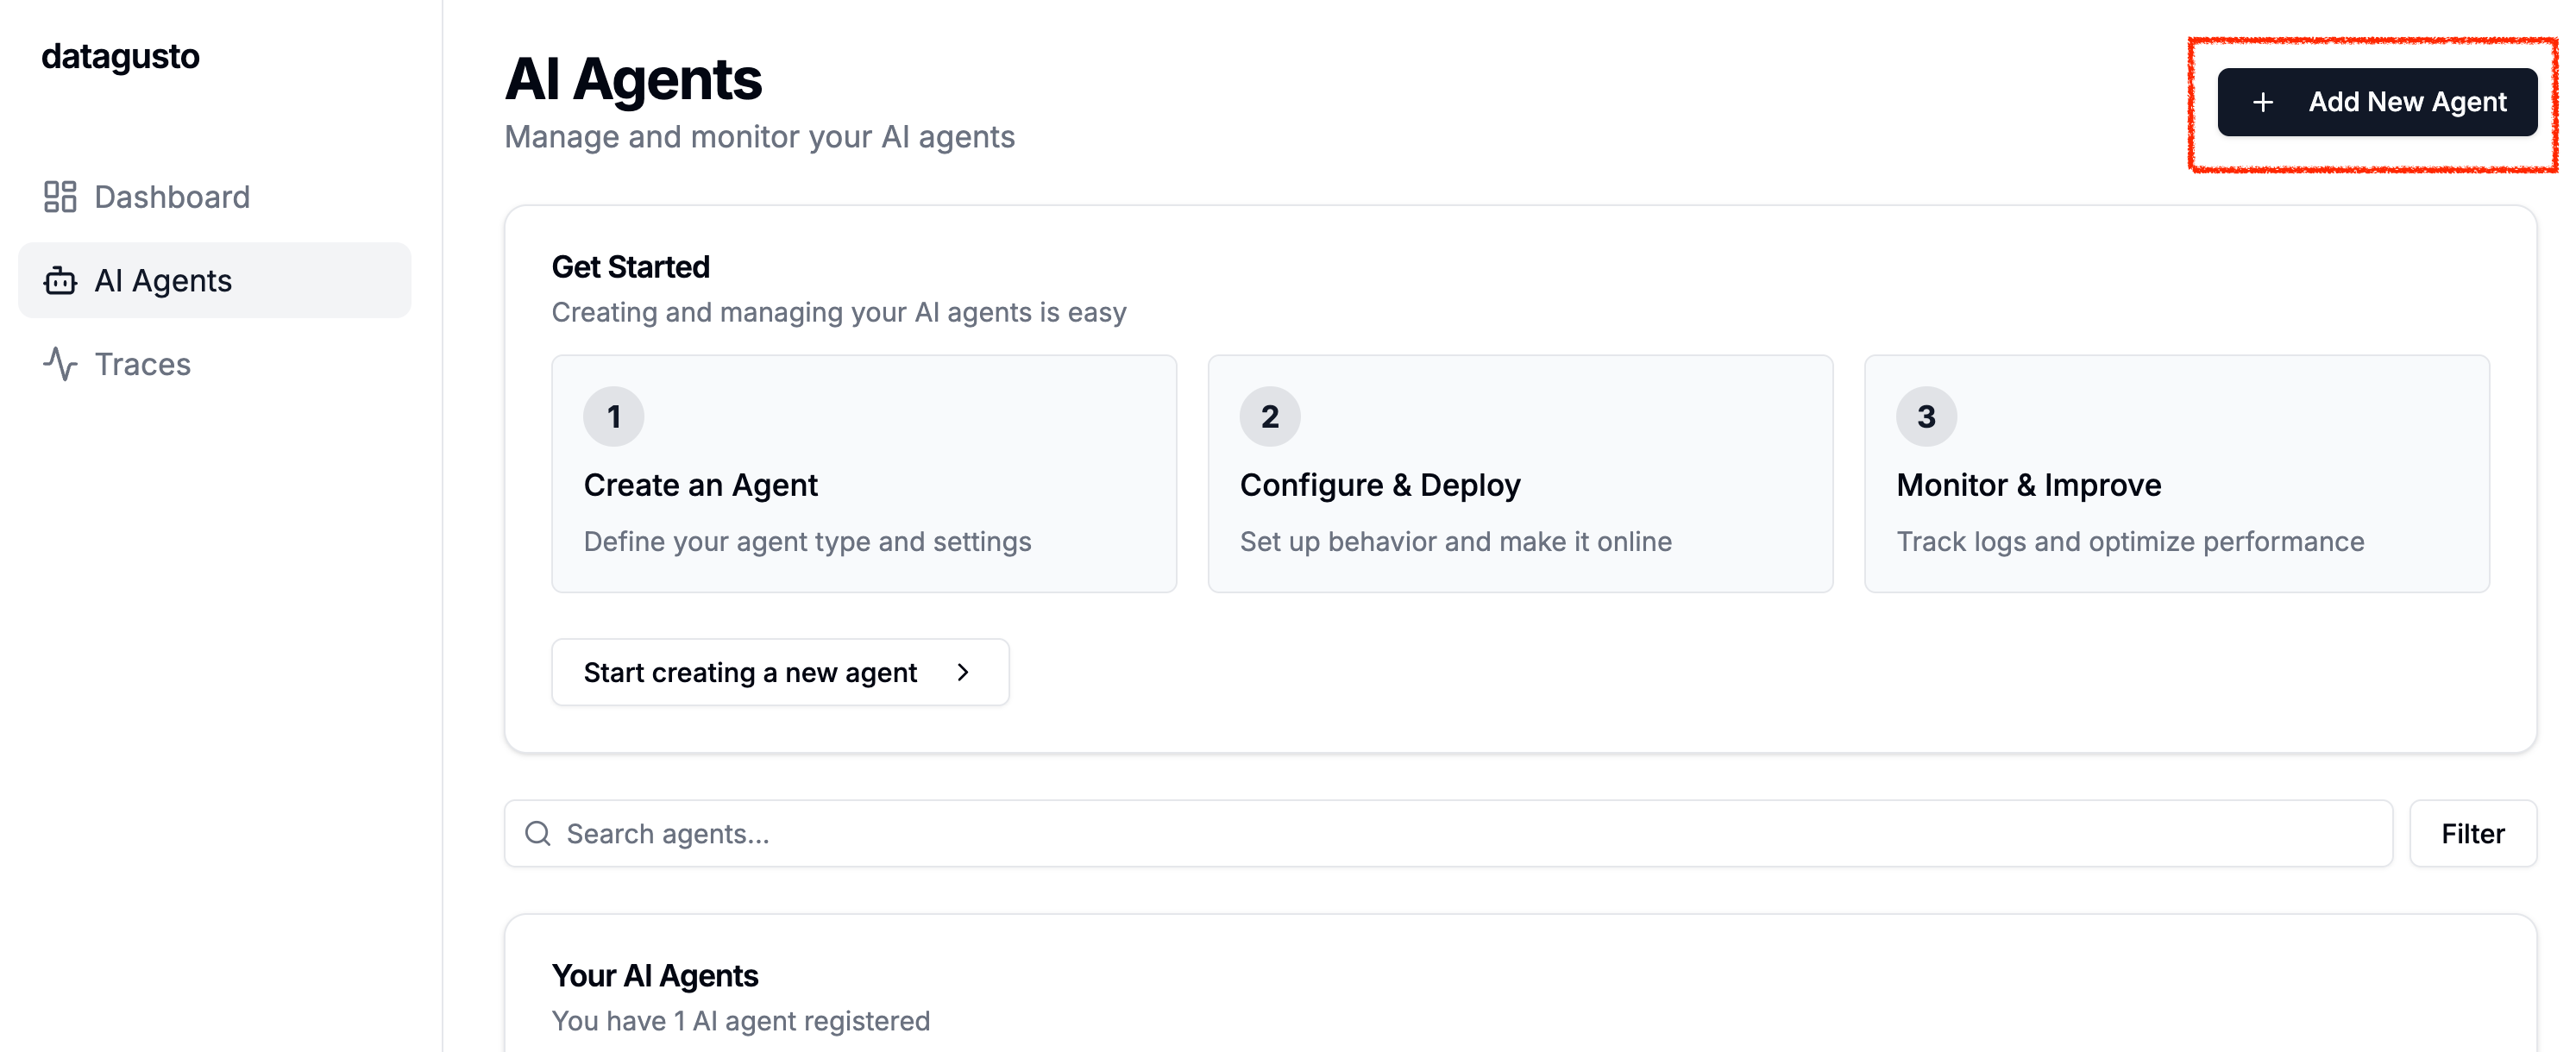 datagusto
Dashboard
AI Agents
Traces
AI Agents
Manage and monitor your AI agents
+ Add New Agent
Get Started
Creating and managing your AI agents is easy
1
Create an Agent
Define your agent type and settings
2
Configure & Deploy
Set up behavior and make it online
3
Monitor & Improve
Track logs and optimize performance
Start creating a new agent
Search agents...
Filter
Your AI Agents
You have 1 AI agent registered